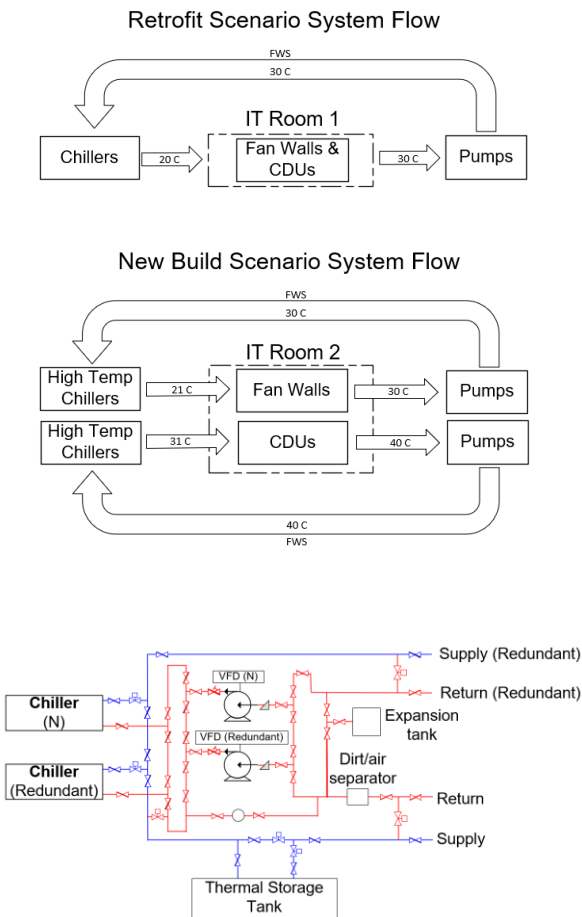 Retrofit Scenario System Flow
FWS
30 C
IT Room 1
Chillers
20 C
Fan Walls &
CDUs
30 C
Pumps
New Build Scenario System Flow
FWS
30 C
IT Room 2
High Temp
Chillers
21 C
Fan Walls
30 C
Pumps
High Temp
Chillers
31 C
CDUs
40 C
Pumps
40 C
FWS
Supply (Redundant)
VFD (N)
Return (Redundant)
Chiller
(N)
Expansion
tank
VFD (Redundant)
Chiller
(Redundant)
Dirt/air
separator
Return
Supply
Thermal Storage
Tank